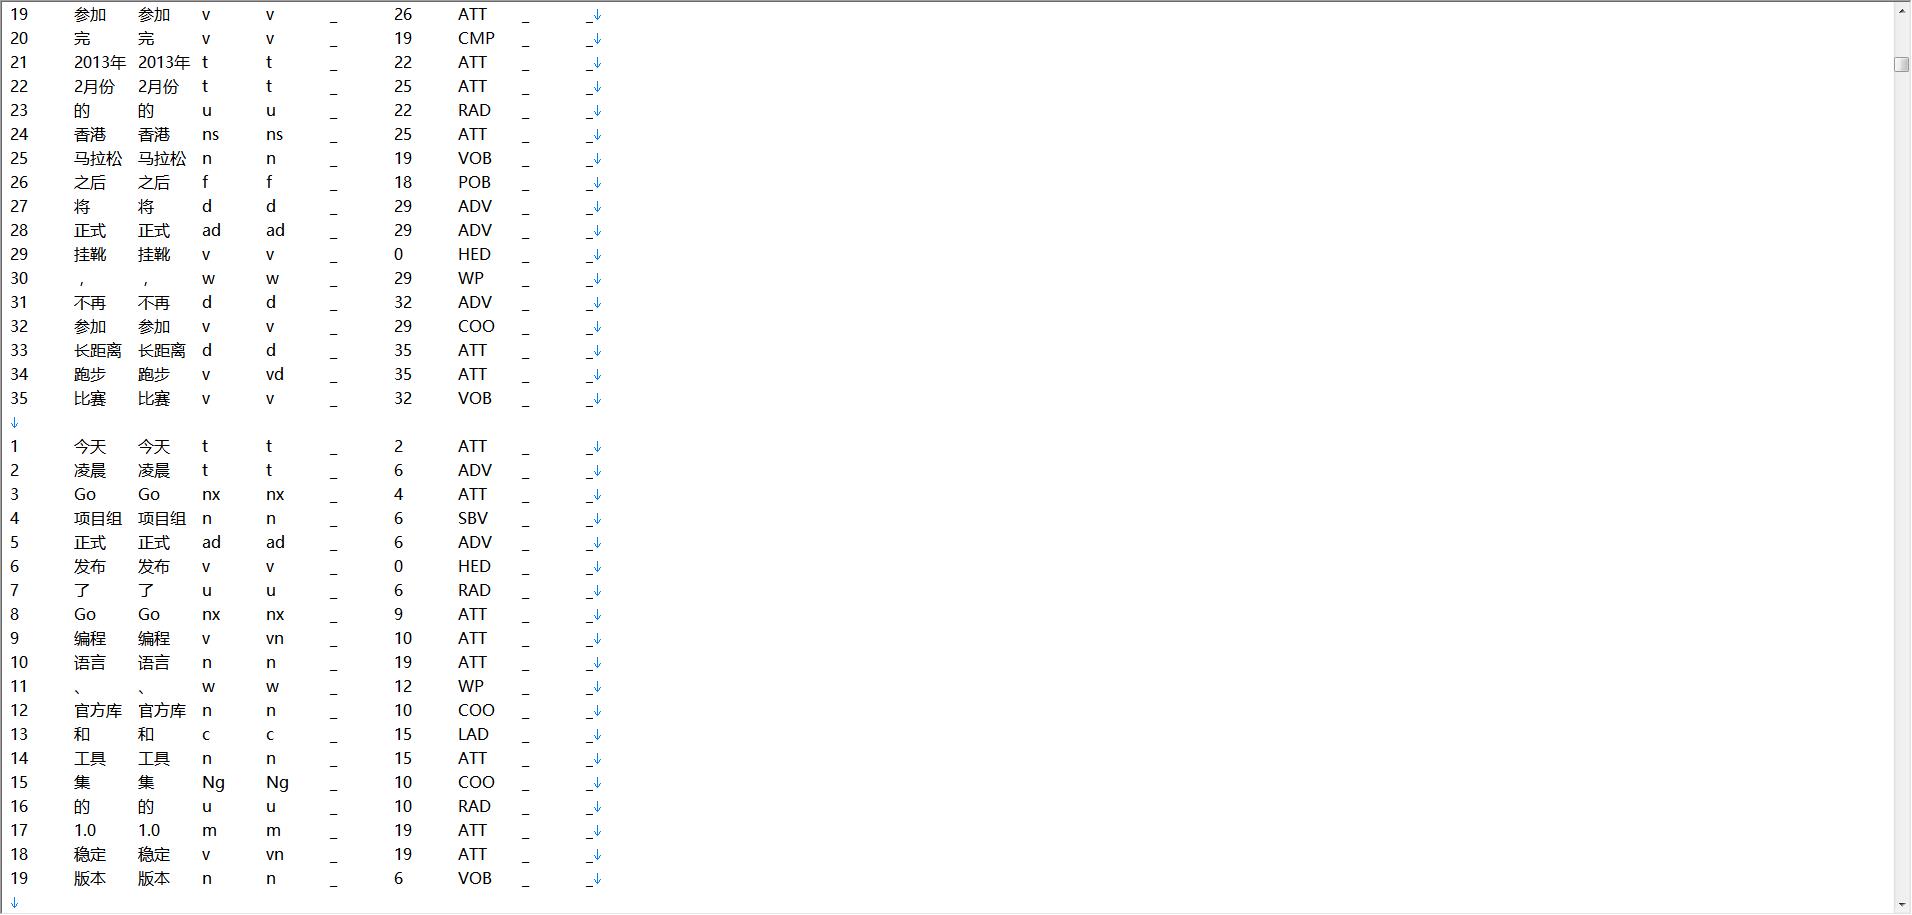 19 参加 参加 v v _ 26 ATT _ _↓
20 完 完 v v _ 19 CMP _ _↓
21 2013年 2013年 t t _ 22 ATT _ _↓
22 2月份 2月份 t t _ 25 ATT _ _↓
23 的 的 u u _ 22 RAD _ _↓
24 香港 香港 ns ns _ 25 ATT _ _↓
25 马拉松 马拉松 n n _ 19 VOB _ _↓
26 之后 之后 f f _ 18 POB _ _↓
27 将 将 d d _ 29 ADV _ _↓
28 正式 正式 ad ad _ 29 ADV _ _↓
29 挂靴 挂靴 v v _ 0 HED _ _↓
30 ， ， w w _ 29 WP _ _↓
31 不再 不再 d d _ 32 ADV _ _↓
32 参加 参加 v v _ 29 COO _ _↓
33 长距离 长距离 d d _ 35 ATT _ _↓
34 跑步 跑步 v vd _ 35 ATT _ _↓
35 比赛 比赛 v v _ 32 VOB _ _↓
↓
1 今天 今天 t t _ 2 ATT _ _↓
2 凌晨 凌晨 t t _ 6 ADV _ _↓
3 Go Go nx nx _ 4 ATT _ _↓
4 项目组 项目组 n n _ 6 SBV _ _↓
5 正式 正式 ad ad _ 6 ADV _ _↓
6 发布 发布 v v _ 0 HED _ _↓
7 了 了 u u _ 6 RAD _ _↓
8 Go Go nx nx _ 9 ATT _ _↓
9 编程 编程 v vn _ 10 ATT _ _↓
10 语言 语言 n n _ 19 ATT _ _↓
11 、 、 w w _ 12 WP _ _↓
12 官方库 官方库 n n _ 10 COO _ _↓
13 和 和 c c _ 15 LAD _ _↓
14 工具 工具 n n _ 15 ATT _ _↓
15 集 集 Ng Ng _ 10 COO _ _↓
16 的 的 u u _ 10 RAD _ _↓
17 1.0 1.0 m m _ 19 ATT _ _↓
18 稳定 稳定 v vn _ 19 ATT _ _↓
19 版本 版本 n n _ 6 VOB _ _↓
↓